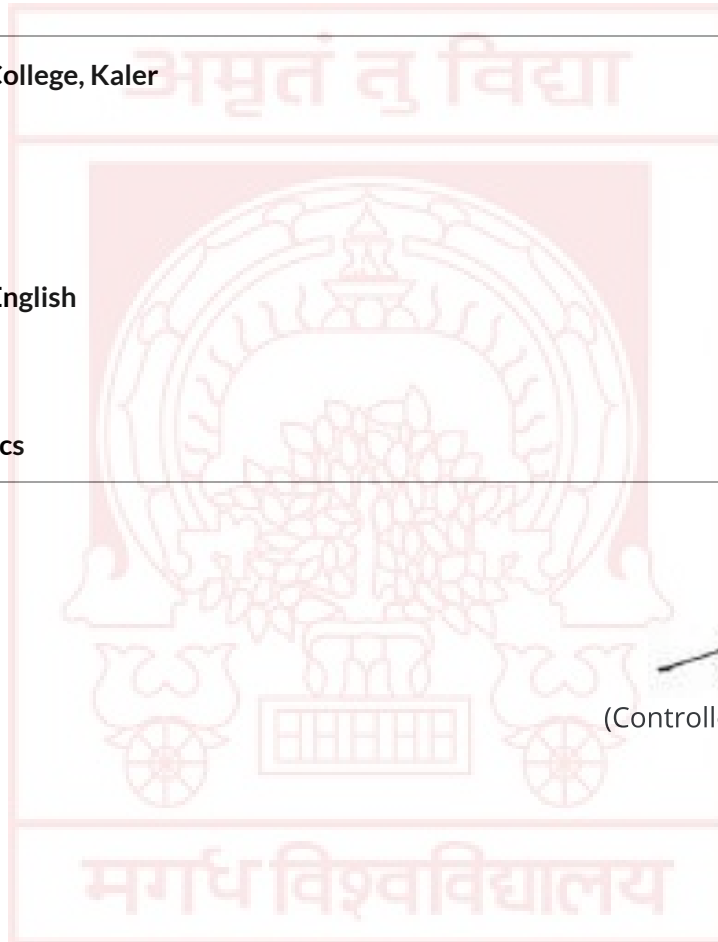 अमृतं तु विद्या
College, Kaler
English
cs
(Controll
मगध विश्वविद्यालय